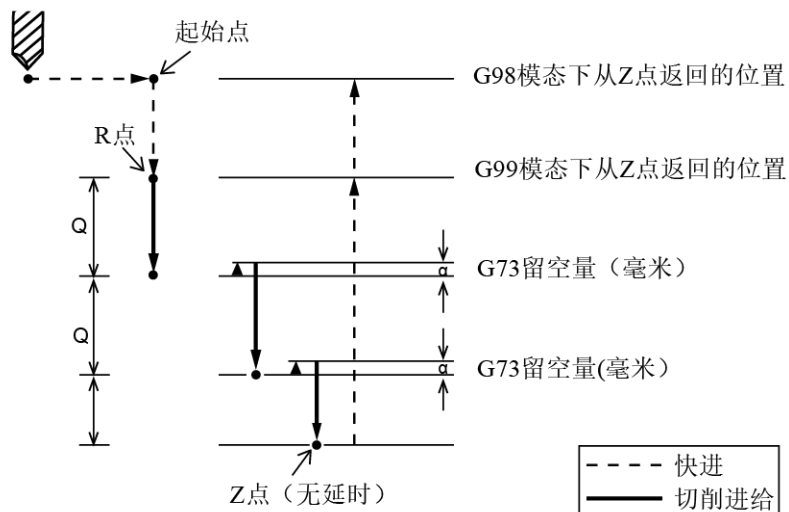 起始点
G98模态下从Z点返回的位置
R点
G99模态下从Z点返回的位置
Q
G73留空量（毫米）
α
Q
G73留空量(毫米）
α
Z点（无延时）
快进
切削进给